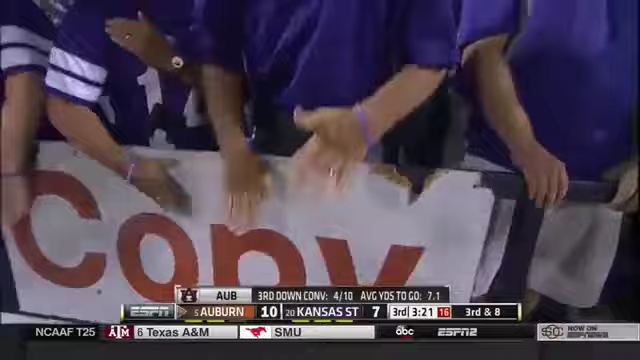 Copy
AUB 3RD DOWN CONV: 4/10 AVG YDS TO GO: 7.1
ESPN 5 AUBURN 10 20 KANSAS ST 7 3rd 3:21 16 3rd & 8
NCAAF T25 ATM 6 Texas A&M SMU abc ESPN2 NOW ON